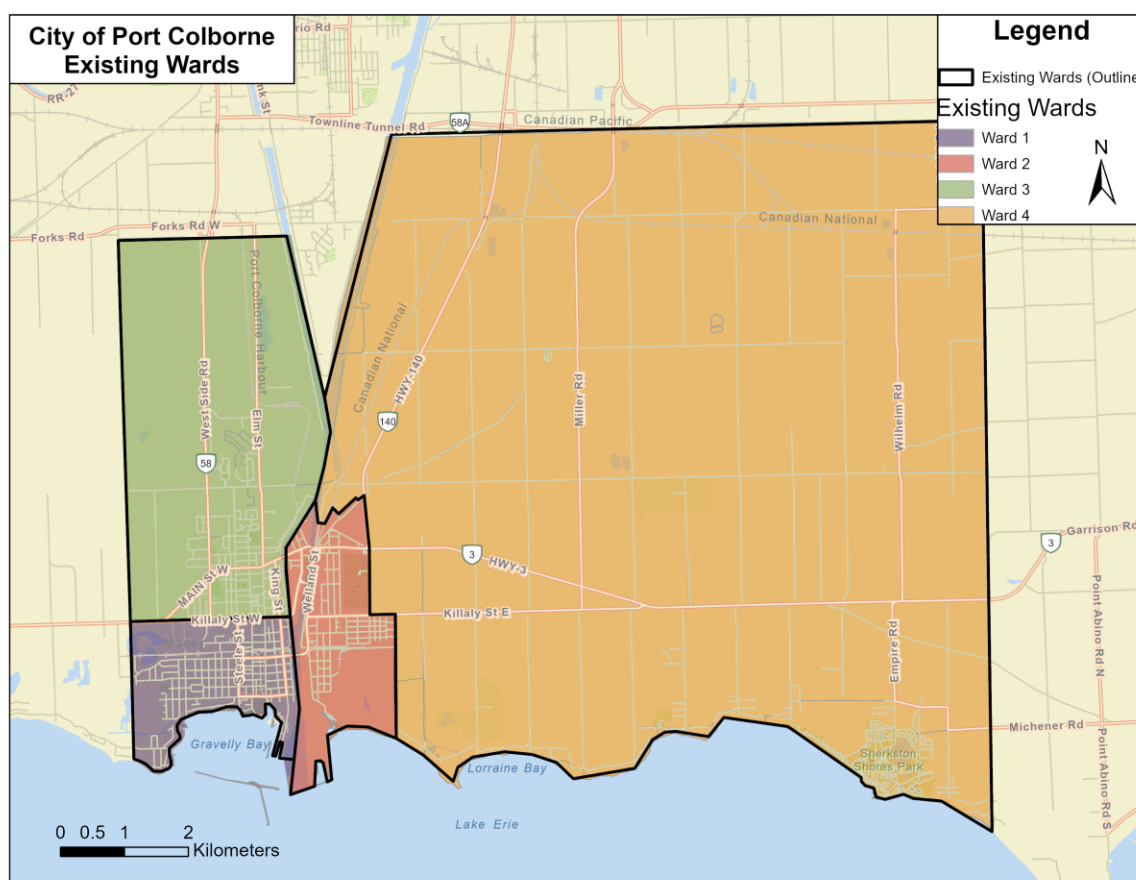 City of Port Colborne
Existing Wards
Legend
Existing Wards (Outline
Existing Wards
Ward 1
Ward 2
Ward 3
Ward 4
N
RR-27
Townline Tunnel Rd
58A
Canadian Pacific
Canadian National
Forks Rd
Forks Rd W
Port Colborne Harbour
West Side Rd
Elm St
58
Canadian National
HWY-140
140
Miller Rd
Wilhelm Rd
3
Garrison Rd
MAIN St W
King St
Welland St
3
HWY-3
Killaly St W
Killaly St E
Steele St
Empire Rd
Point Abino Rd N
Michener Rd
Point Abino Rd S
Gravelly Bay
Lorraine Bay
Sherkston
Shores Park
Lake Erie
0 0.5 1 2
Kilometers